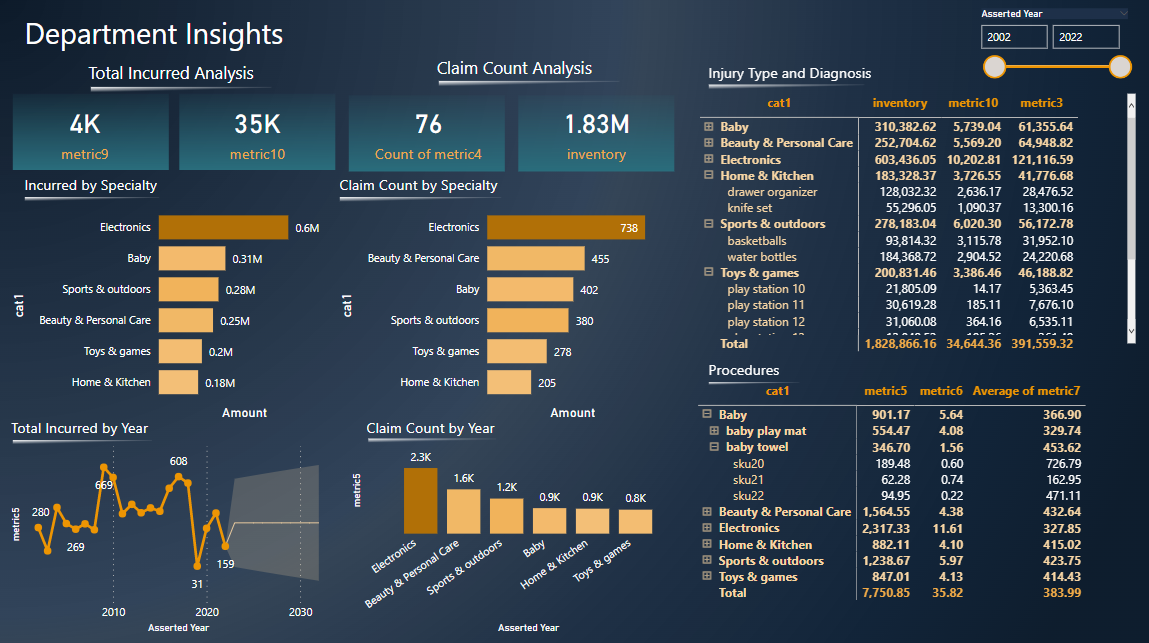 Department Insights
Asserted Year
2002 2022
Total Incurred Analysis
4K
metric9
35K
metric10
Claim Count Analysis
76
Count of metric4
1.83M
inventory
Incurred by Specialty
cat1
Electronics 0.6M
Baby 0.31M
Sports & outdoors 0.28M
Beauty & Personal Care 0.25M
Toys & games 0.2M
Home & Kitchen 0.18M
Amount
Claim Count by Specialty
cat1
Electronics 738
Beauty & Personal Care 455
Baby 402
Sports & outdoors 380
Toys & games 278
Home & Kitchen 205
Amount
Total Incurred by Year
metric5
280
269
669
608
31
159
2010 2020 2030
Asserted Year
Claim Count by Year
metric5
2.3K
1.6K
1.2K
0.9K
0.9K
0.8K
Electronics
Beauty & Personal Care
Sports & outdoors
Baby
Home & Kitchen
Toys & games
Asserted Year
Injury Type and Diagnosis
cat1 inventory metric10 metric3
Baby 310,382.62 5,739.04 61,355.64
Beauty & Personal Care 252,704.62 5,569.20 64,948.82
Electronics 603,436.05 10,202.81 121,116.59
Home & Kitchen 183,328.37 3,726.55 41,776.68
drawer organizer 128,032.32 2,636.17 28,476.52
knife set 55,296.05 1,090.37 13,300.16
Sports & outdoors 278,183.04 6,020.30 56,172.78
basketballs 93,814.32 3,115.78 31,952.10
water bottles 184,368.72 2,904.52 24,220.68
Toys & games 200,831.46 3,386.46 46,188.82
play station 10 21,805.09 14.17 5,363.45
play station 11 30,619.28 185.11 7,676.10
play station 12 31,060.08 364.16 6,535.11
Total 1,828,866.16 34,644.36 391,559.32
Procedures
cat1 metric5 metric6 Average of metric7
Baby 901.17 5.64 366.90
baby play mat 554.47 4.08 329.74
baby towel 346.70 1.56 453.62
sku20 189.48 0.60 726.79
sku21 62.28 0.74 162.95
sku22 94.95 0.22 471.11
Beauty & Personal Care 1,564.55 4.38 432.64
Electronics 2,317.33 11.61 327.85
Home & Kitchen 882.11 4.10 415.02
Sports & outdoors 1,238.67 5.97 423.75
Toys & games 847.01 4.13 414.43
Total 7,750.85 35.82 383.99